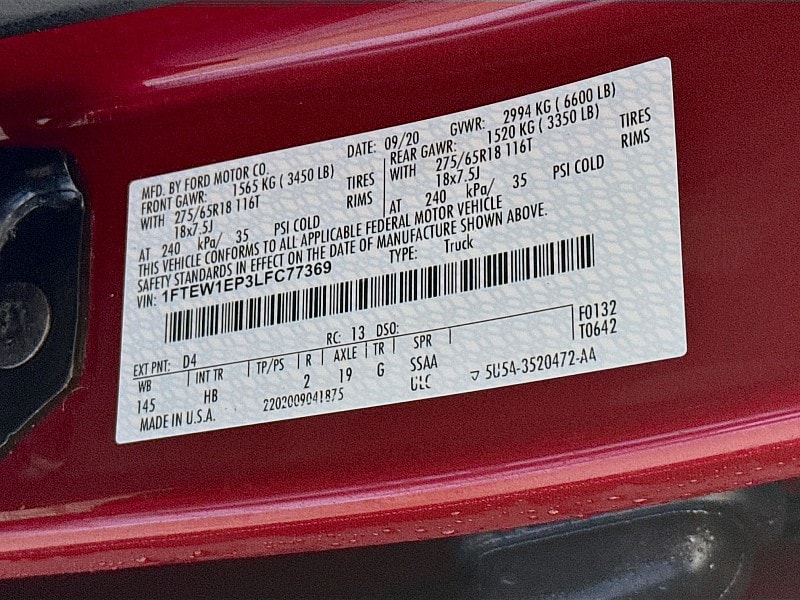 MFD. BY FORD MOTOR CO. DATE: 09/20 GVWR: 2994 KG ( 6600 LB)
FRONT GAWR: 1565 KG ( 3450 LB) REAR GAWR: 1520 KG ( 3350 LB)
WITH 275/65R18 116T TIRES WITH 275/65R18 116T TIRES
18x7.5J RIMS 18x7.5J RIMS
AT 240 kPa/ 35 PSI COLD AT 240 kPa/ 35 PSI COLD
THIS VEHICLE CONFORMS TO ALL APPLICABLE FEDERAL MOTOR VEHICLE
SAFETY STANDARDS IN EFFECT ON THE DATE OF MANUFACTURE SHOWN ABOVE.
VIN: 1FTEW1EP3LFC77369 TYPE: Truck
EXT PNT: D4 RC: 13 DSO: F0132
WB INT TR TP/PS R AXLE TR SPR T0642
145 HB 2 19 G SSAA 5U5A-3520472-AA
MADE IN U.S.A. 2202009041875 ULC